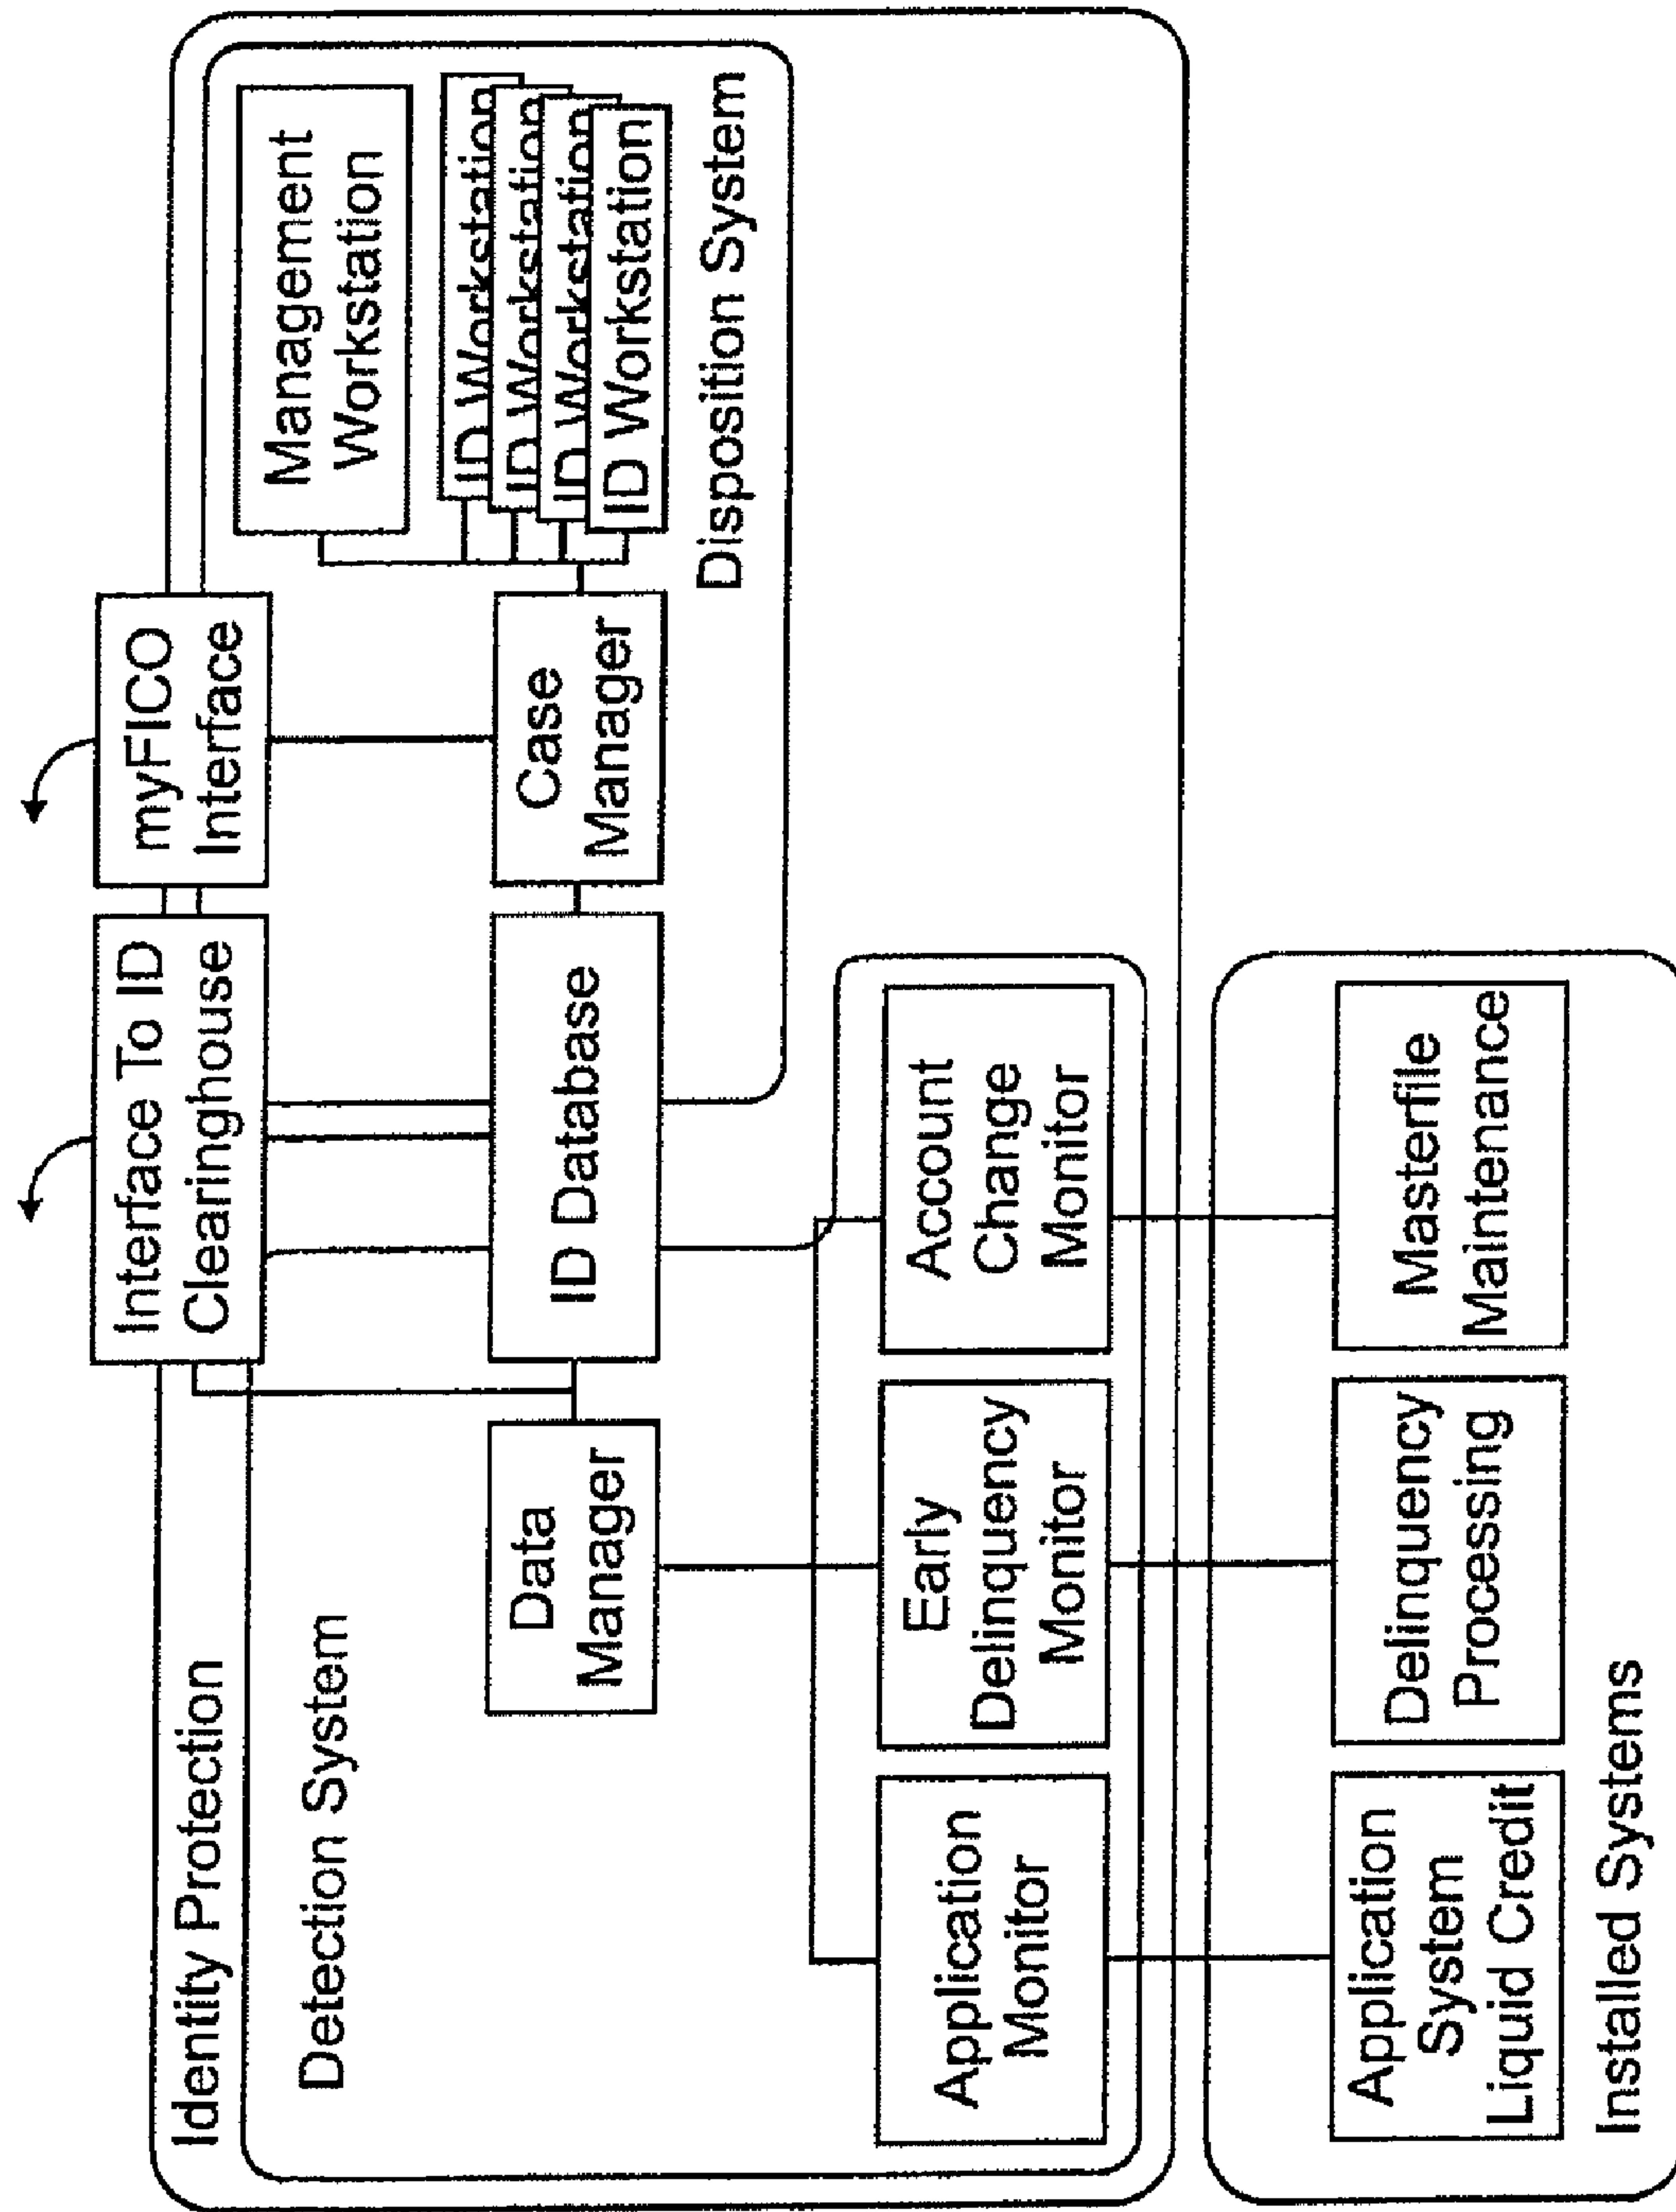 Identity Protection
Detection System
Interface To ID
Clearinghouse
myFICO
Interface
Management
Workstation
ID Workstation
ID Workstation
ID Workstation
ID Workstation
Disposition System
Data
Manager
ID Database
Case
Manager
Application
Monitor
Early
Delinquency
Monitor
Account
Change
Monitor
Application
System
Liquid Credit
Delinquency
Processing
Masterfile
Maintenance
Installed Systems